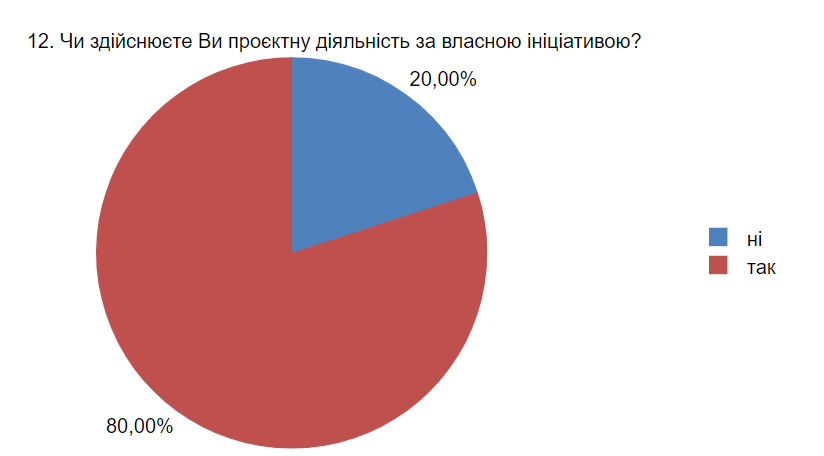 12. Чи здійснюєте Ви проєктну діяльність за власною ініціативою?
20,00%
ні
так
80,00%